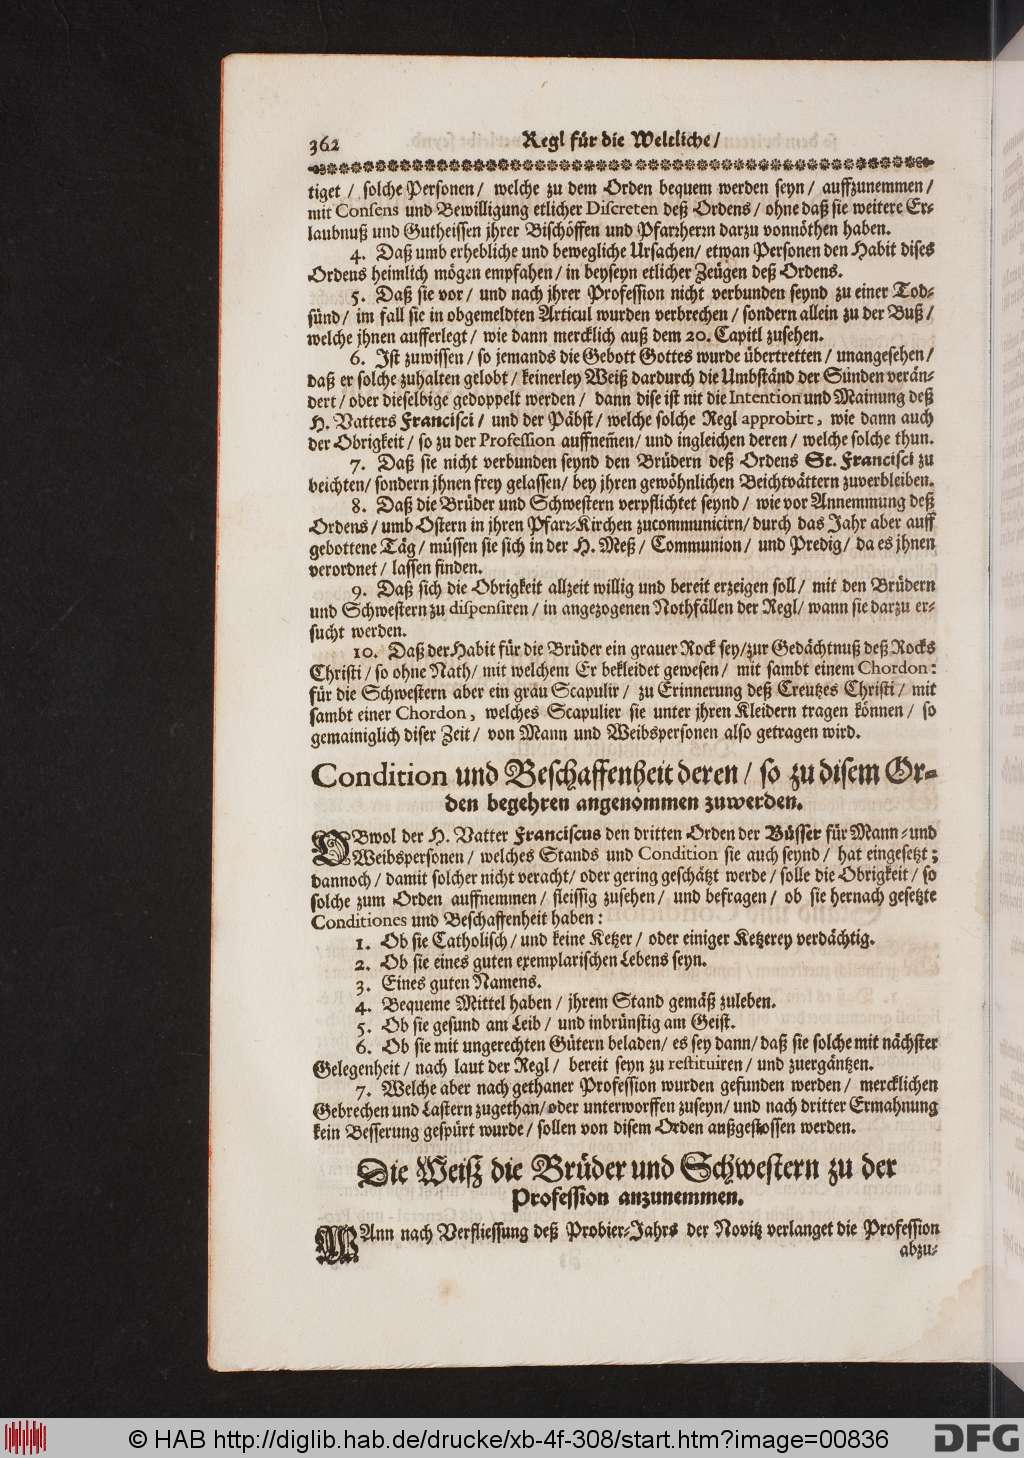 362 Regl für die Weltliche/
tiget / solche Personen / welche zu dem Orden bequem werden seyn / auffzunemmen /
mit Consens und Bewilligung etlicher Discreten deß Ordens / ohne daß sie weitere Er-
laubnuß und Gutheissen jhrer Bischöffen und Pfarrherrn darzu vonnöthen haben.
4. Daß umb erhebliche und bewegliche Ursachen / etwan Personen den Habit dises
Ordens heimlich mögen empfahen / in beyseyn etlicher Zeügen deß Ordens.
5. Daß sie vor / und nach jhrer Profession nicht verbunden seynd zu einer Tod-
sünd / im fall sie in obgemeldten Articul wurden verbrechen / sondern allein zu der Buß /
welche jhnen aufferlegt / wie dann mercklich auß dem 20. Capitl zusehen.
6. Ist zuwissen / so jemands die Gebott Gottes wurde übertretten / unangesehen /
daß er solche zuhalten gelobt / keinerley Weiß dardurch die Umbständ der Sünden verän-
dert / ober dieselbige gedoppelt werden / dann dise ist nit die Intention und Mainung deß
H. Vatters Francisci / und der Päbst / welche solche Regl approbirt, wie dann auch
der Obrigkeit / so zu der Profession auffnem̃en / und ingleichen deren / welche solche thun.
7. Daß sie nicht verbunden seynd den Brüdern deß Ordens St. Francisci zu
beichten / sondern jhnen frey gelassen / bey jhren gewöhnlichen Beichtvättern zuverbleiben.
8. Daß die Brüder und Schwestern verpflichtet seynd / wie vor Annemmung deß
Ordens / umb Ostern in jhren Pfarr-Kirchen zucommunicirn / durch das Jahr aber auff
gebottene Täg / müssen sie sich in der H. Meß / Communion / und Predig / da es jhnen
verordnet / lassen finden.
9. Daß sich die Obrigkeit allzeit willig und bereit erzeigen soll / mit den Brüdern
und Schwestern zu dispensiren / in angezogenen Nothfällen der Regl / wann sie darzu er-
sucht werden.
10. Daß der Habit für die Brüder ein grauer Rock sey / zur Gedächtnuß deß Rocks
Christi / so ohne Nath / mit welchem Er bekleidet gewesen / mit sambt einem Chordon:
für die Schwestern aber ein grau Scapulir / zu Erinnerung deß Creutzes Christi / mit
sambt einer Chordon, welches Scapulier sie unter jhren Kleidern tragen können / so
gemainiglich diser Zeit / von Mann und Weibspersonen also getragen wird.
Condition und Beschaffenheit deren / so zu disem Or-
den begehren angenommen zuwerden.
OBwol der H. Vatter Franciscus den dritten Orden der Büsser für Mann- und
Weibspersonen / welches Stands und Condition sie auch seynd / hat eingesetzt;
dannoch / damit solcher nicht veracht / oder gering geschätzt werde / solle die Obrigkeit / so
solche zum Orden auffnemmen / fleissig zusehen / und befragen / ob sie hernach gesetzte
Conditiones und Beschaffenheit haben:
1. Ob sie Catholisch / und keine Ketzer / oder einiger Ketzerey verdächtig.
2. Ob sie eines guten exemplarischen Lebens seyn.
3. Eines guten Namens.
4. Bequeme Mittel haben / jhrem Stand gemäß zuleben.
5. Ob sie gesund am Leib / und inbrünstig am Geist.
6. Ob sie mit ungerechten Gütern beladen / es sey dann / daß sie solche mit nächster
Gelegenheit / nach laut der Regl / bereit seyn zu restituiren / und zuergäntzen.
7. Welche aber nach gethaner Profession wurden gefunden werden / mercklichen
Gebrechen und Lastern zugethan / oder unterworffen zuseyn / und nach dritter Ermahnung
kein Besserung gespürt wurde / sollen von disem Orden außgestossen werden.
Die Weiß die Brüder und Schwestern zu der
Profession anzunemmen.
WAnn nach Verfliessung deß Probier-Jahrs der Novitz verlanget die Profession
abzu-
© HAB http://diglib.hab.de/drucke/xb-4f-308/start.htm?image=00836
DFG